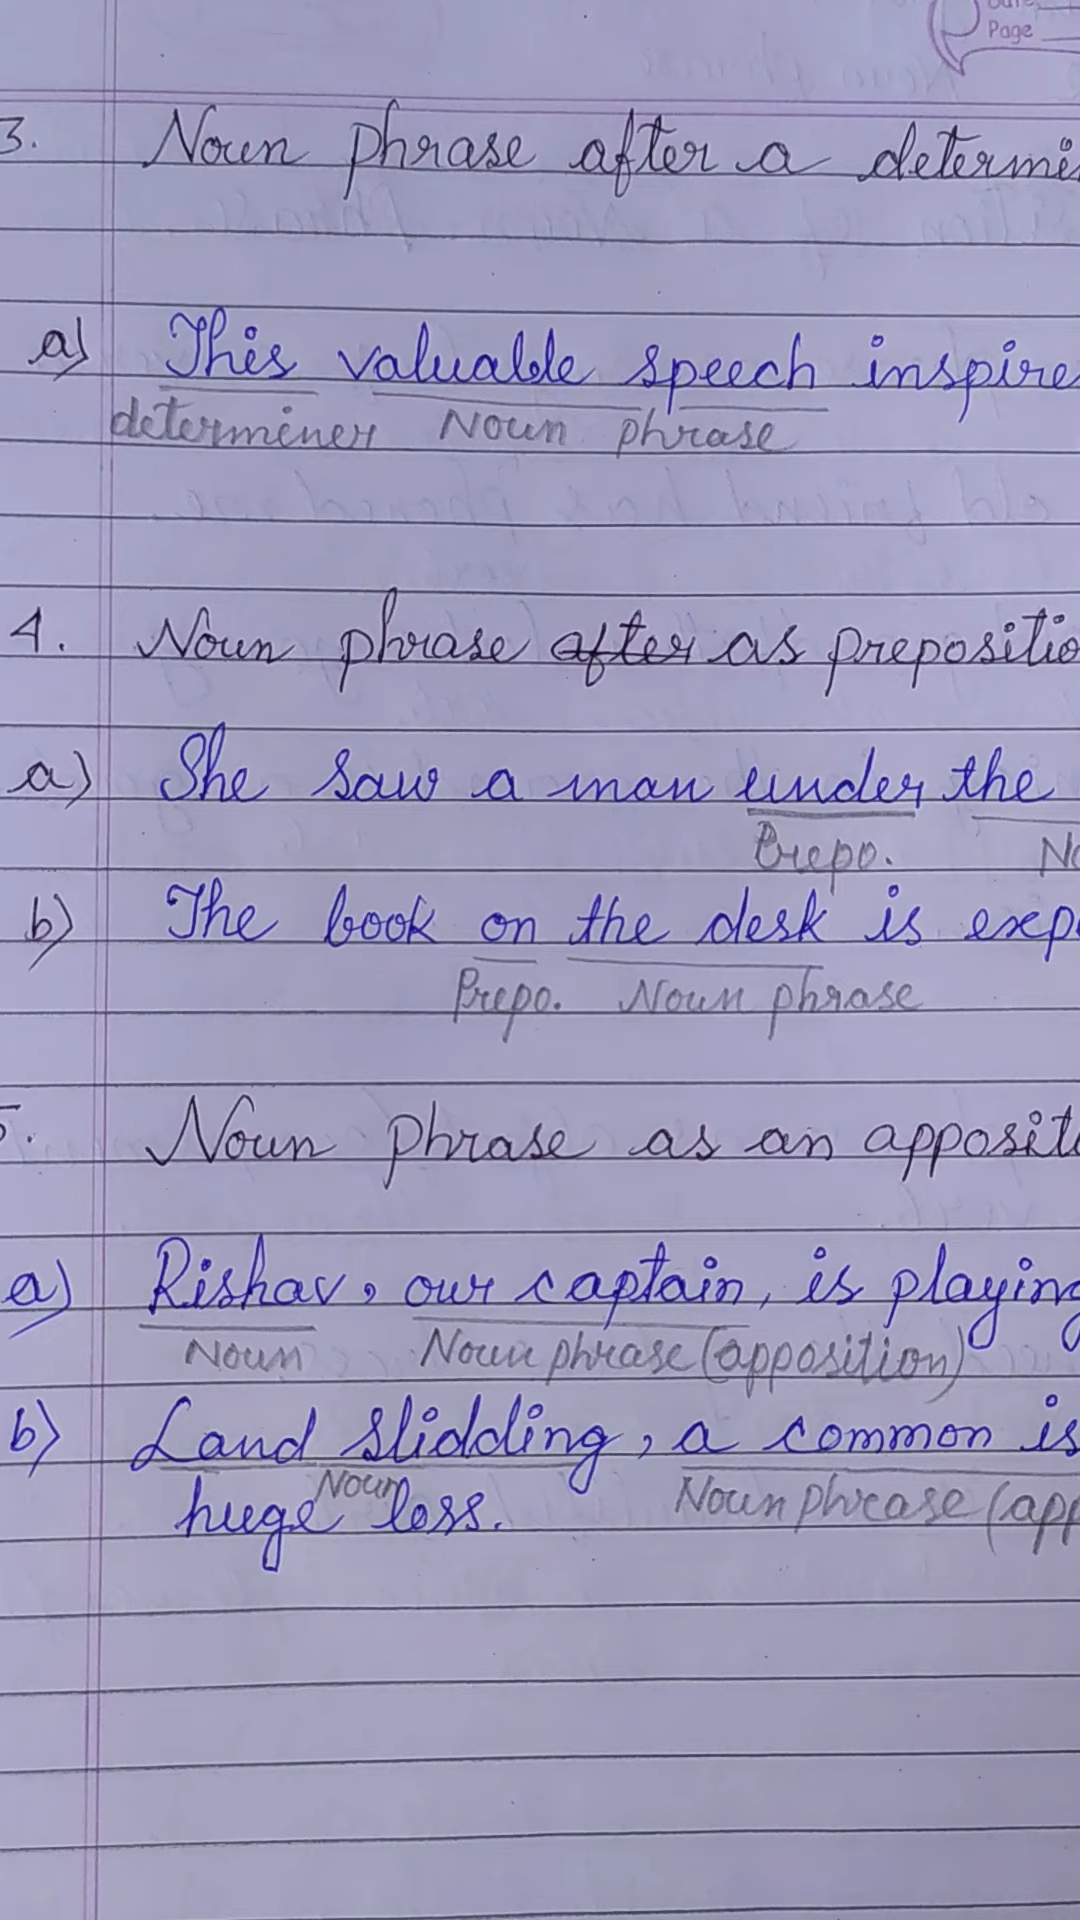 Page
3. Noun phrase after a determi
a) This valuable speech inspire
determiner Noun phrase
4. Noun phrase after as prepositio
a) She saw a man under the
Prepo. No
b) The book on the desk is exp
Prepo. Noun phrase
5. Noun phrase as an apposit
a) Rishav, our captain, is playing
Noun Noun phrase (apposition)
b) Land slidding, a common is
Noun Noun phrase (app
huge loss.